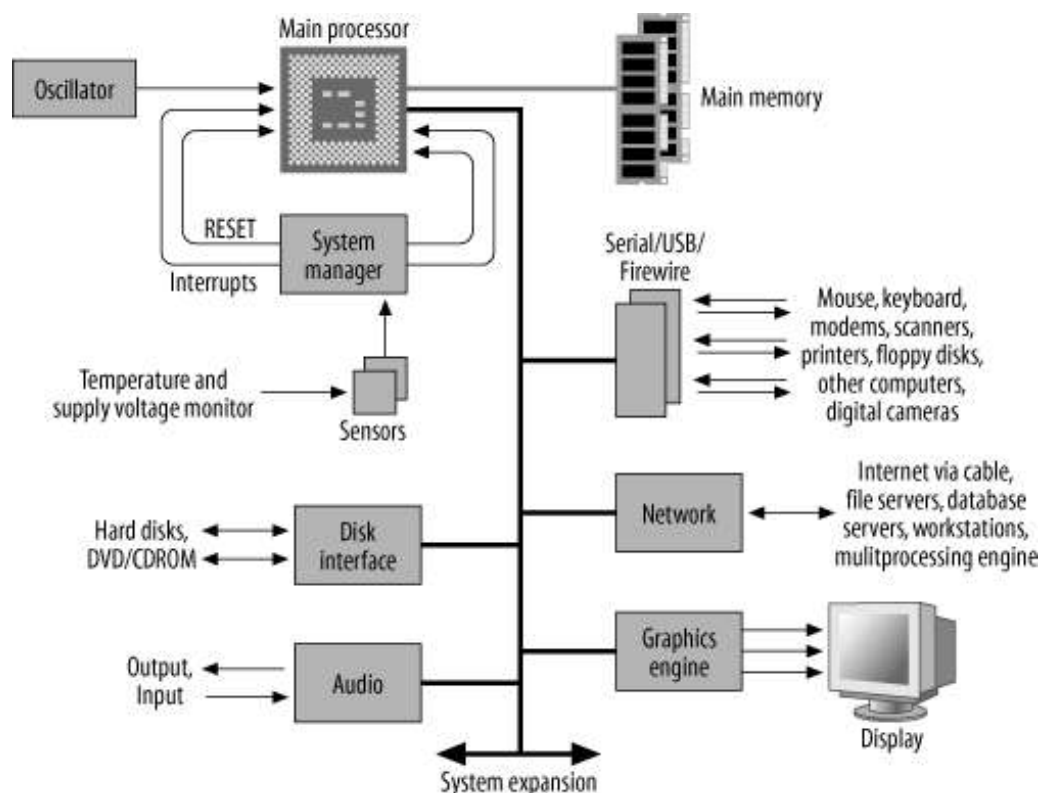 Main processor
Oscillator
Main memory
RESET
System
manager
Interrupts
Serial/USB/
Firewire
Mouse, keyboard,
modems, scanners,
printers, floppy disks,
other computers,
digital cameras
Temperature and
supply voltage monitor
Sensors
Hard disks,
DVD/CDROM
Disk
interface
Network
Internet via cable,
file servers, database
servers, workstations,
mulitprocessing engine
Output,
Input
Audio
Graphics
engine
Display
System expansion